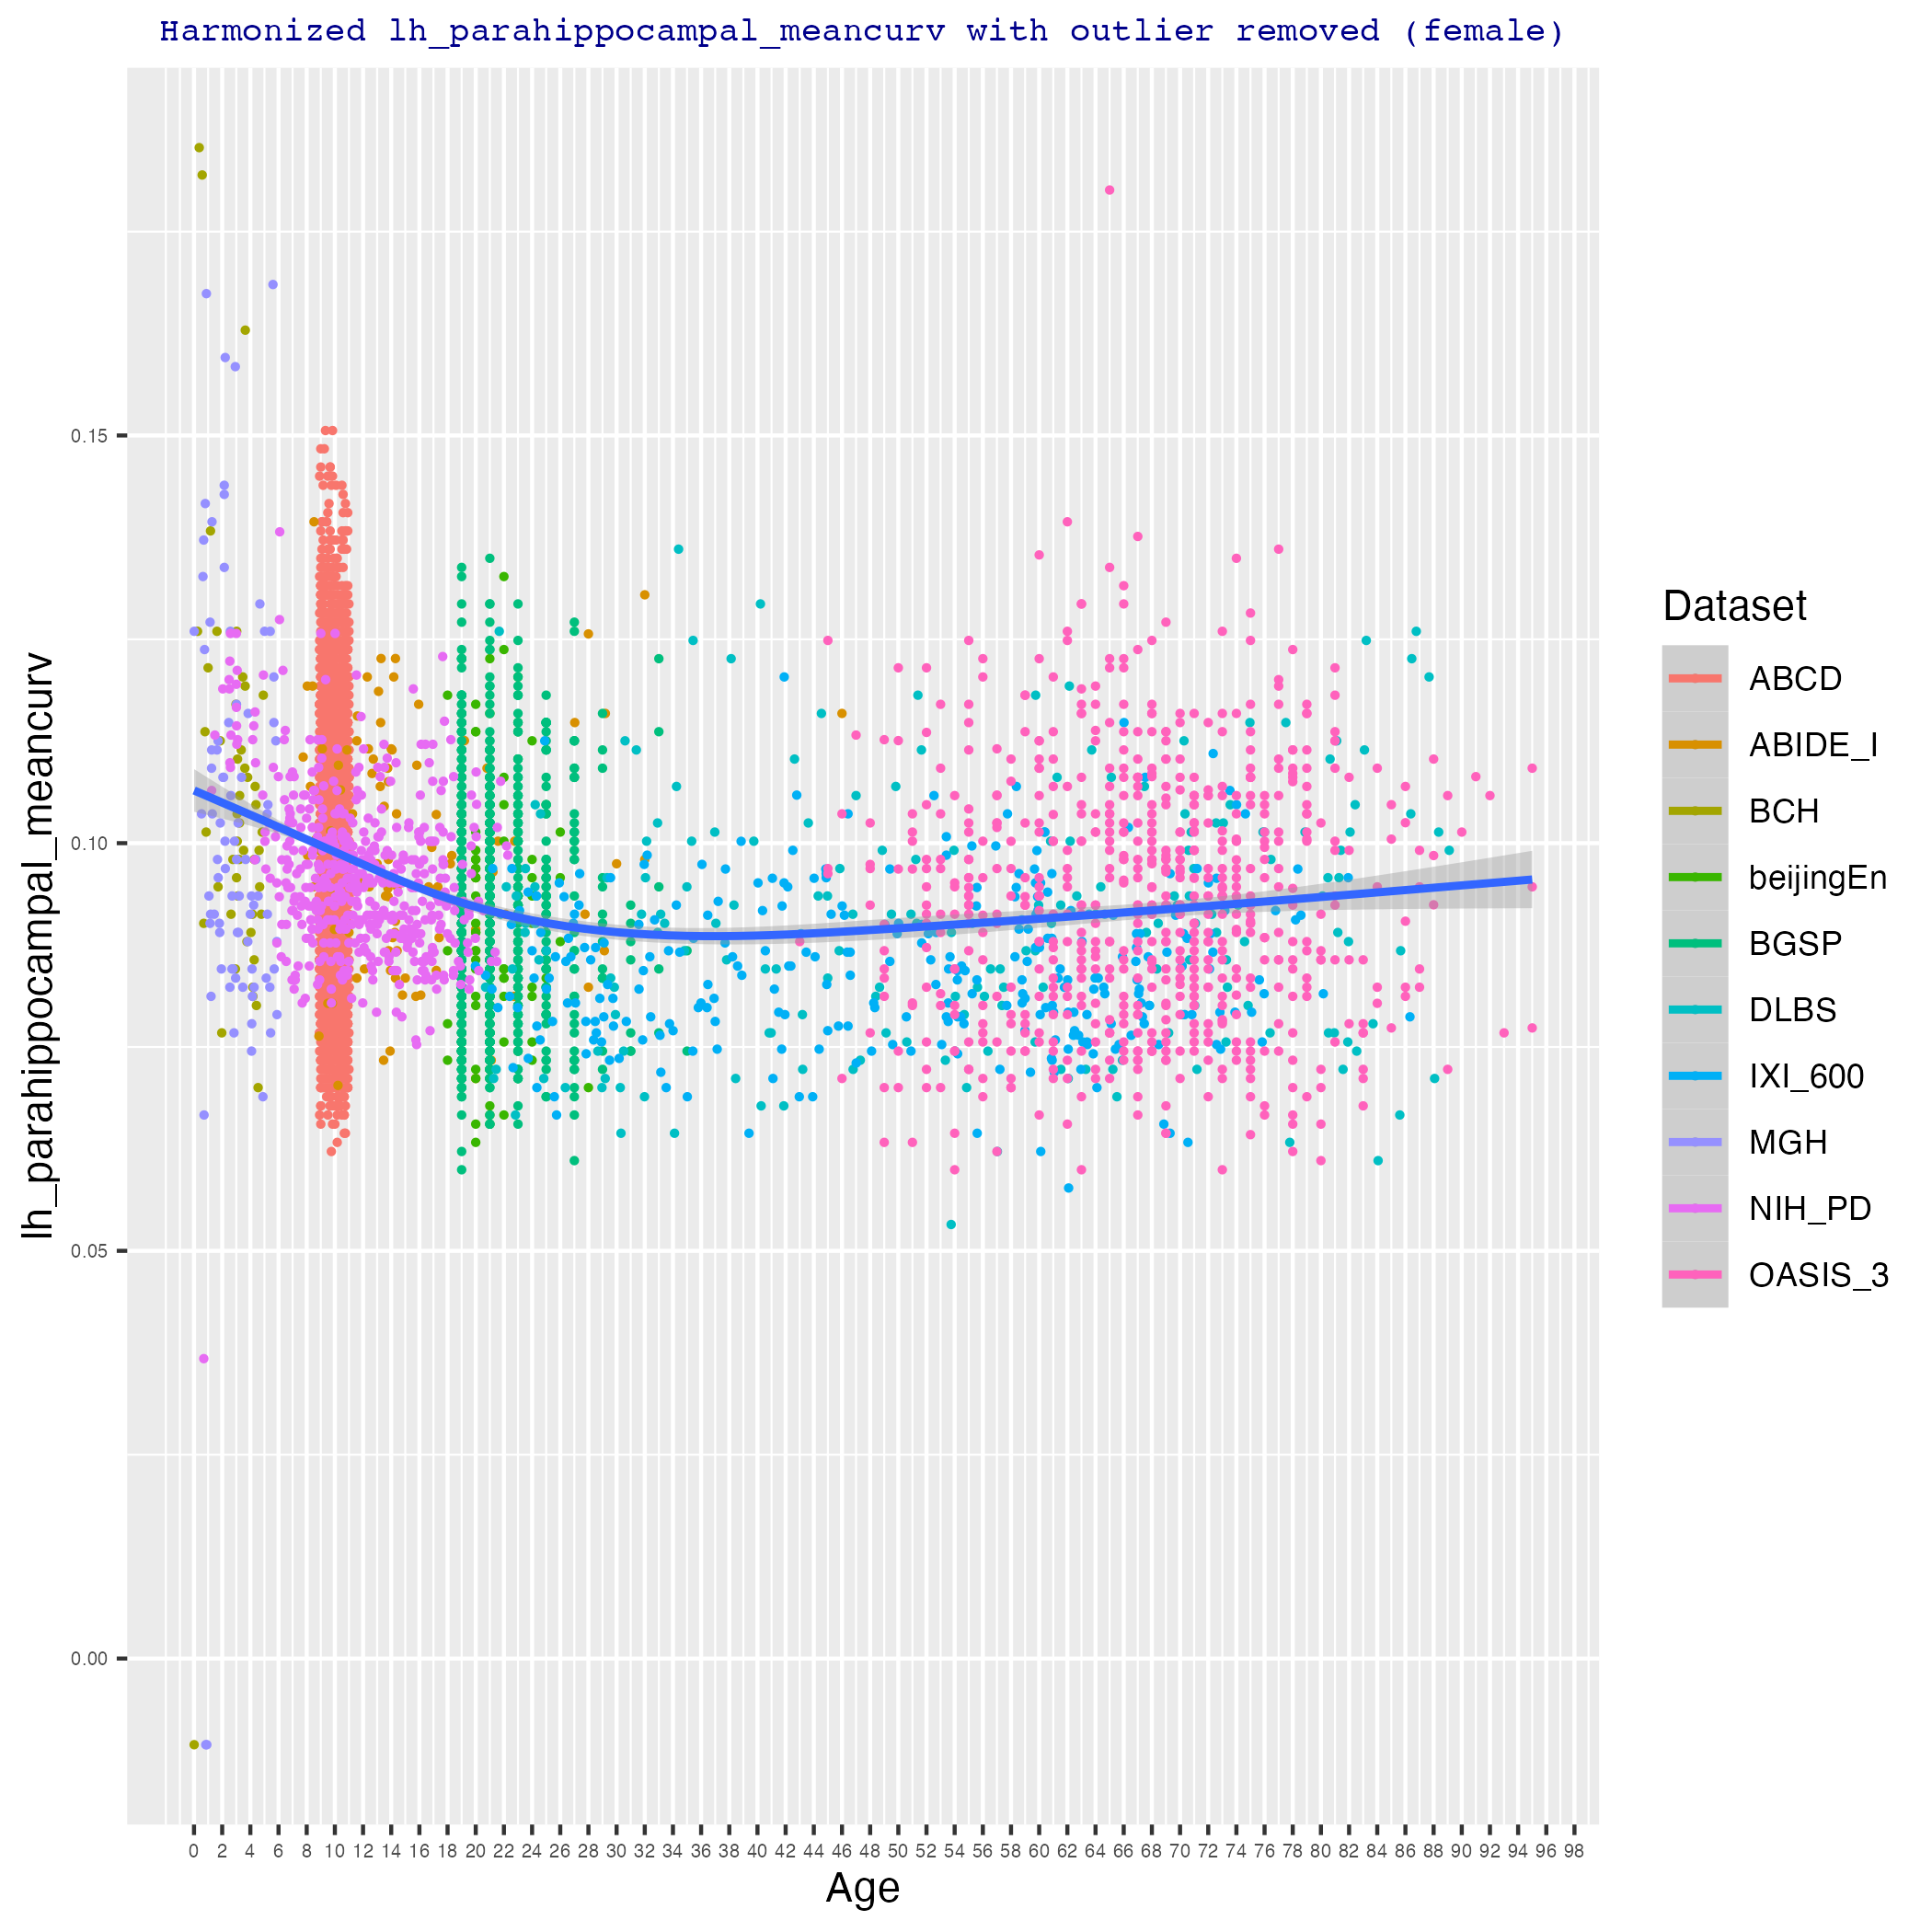 Harmonized lh_parahippocampal_meancurv with outlier removed (female)
lh_parahippocampal_meancurv
0.15
0.10
0.05
0.00
0 2 4 6 8 10 12 14 16 18 20 22 24 26 28 30 32 34 36 38 40 42 44 46 48 50 52 54 56 58 60 62 64 66 68 70 72 74 76 78 80 82 84 86 88 90 92 94 96 98
Age
Dataset
ABCD
ABIDE_I
BCH
beijingEn
BGSP
DLBS
IXI_600
MGH
NIH_PD
OASIS_3